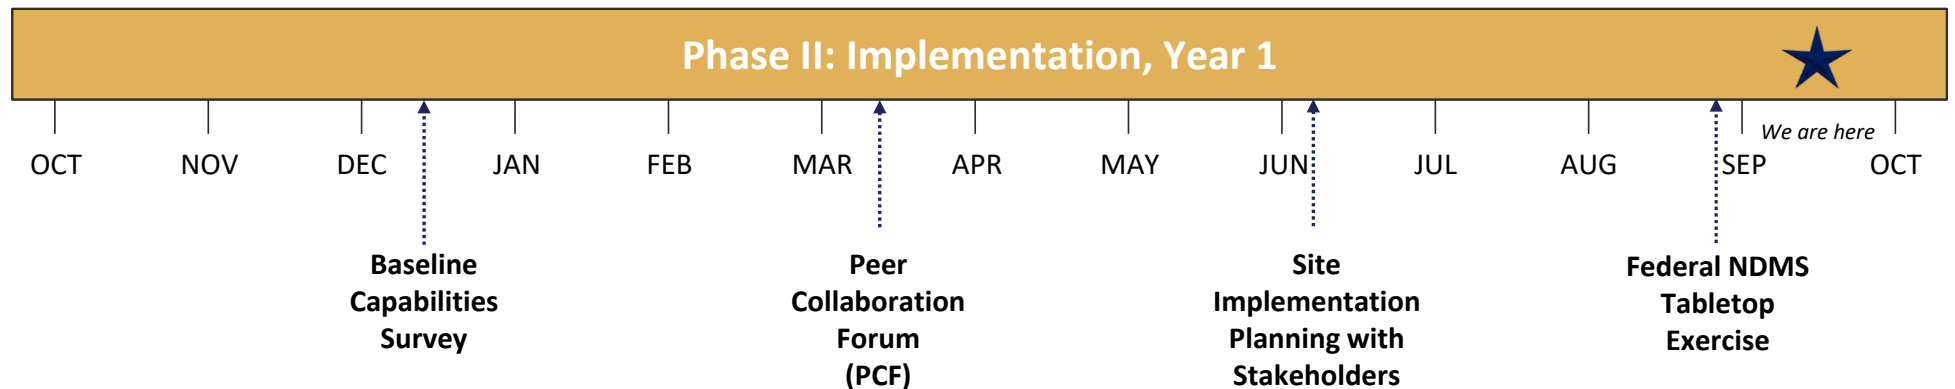 Phase II: Implementation, Year 1
We are here
OCT NOV DEC JAN FEB MAR APR MAY JUN JUL AUG SEP OCT
Baseline
Capabilities
Survey
Peer
Collaboration
Forum
(PCF)
Site
Implementation
Planning with
Stakeholders
Federal NDMS
Tabletop
Exercise